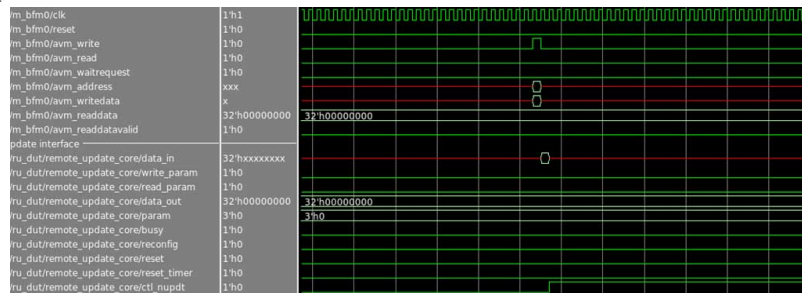 /m_bfm0/clk 1'h1
/m_bfm0/reset 1'h0
/m_bfm0/avm_write 1'h0
/m_bfm0/avm_read 1'h0
/m_bfm0/avm_waitrequest 1'h0
/m_bfm0/avm_address xxx
/m_bfm0/avm_writedata x
/m_bfm0/avm_readdata 32'h00000000 32'h00000000
/m_bfm0/avm_readdatavalid 1'h0
pdate interface
/ru_dut/remote_update_core/data_in 32'hxxxxxxxx
/ru_dut/remote_update_core/write_param 1'h0
/ru_dut/remote_update_core/read_param 1'h0
/ru_dut/remote_update_core/data_out 32'h00000000 32'h00000000
/ru_dut/remote_update_core/param 3'h0 3'h0
/ru_dut/remote_update_core/busy 1'h0
/ru_dut/remote_update_core/reconfig 1'h0
/ru_dut/remote_update_core/reset 1'h0
/ru_dut/remote_update_core/reset_timer 1'h0
/ru_dut/remote_update_core/ctl_nupdt 1'h0